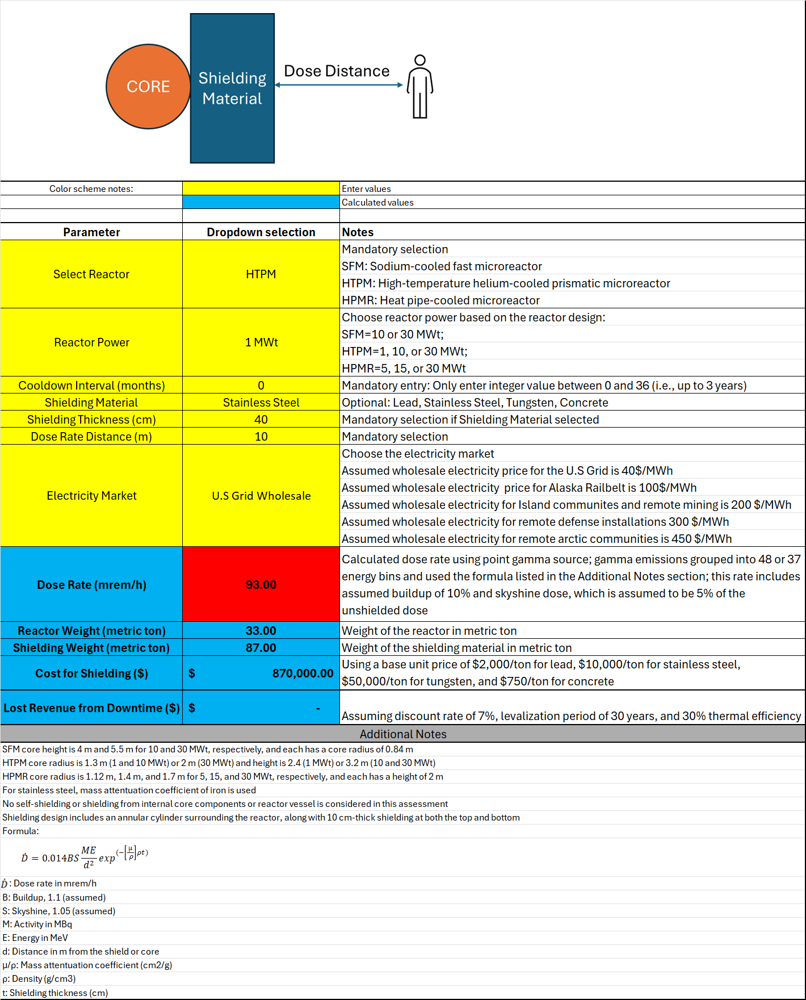 CORE
Shielding
Material
Dose Distance
Color scheme notes:
Enter values
Calculated values
Parameter
Dropdown selection
Notes
Select Reactor
HTPM
Mandatory selection
SFM: Sodium-cooled fast microreactor
HTPM: High-temperature helium-cooled prismatic microreactor
HPMR: Heat pipe-cooled microreactor
Reactor Power
1 MWt
Choose reactor power based on the reactor design:
SFM=10 or 30 MWt;
HTPM=1, 10, or 30 MWt;
HPMR=5, 15, or 30 MWt
Cooldown Interval (months)
0
Mandatory entry: Only enter integer value between 0 and 36 (i.e., up to 3 years)
Shielding Material
Stainless Steel
Optional: Lead, Stainless Steel, Tungsten, Concrete
Shielding Thickness (cm)
40
Mandatory selection if Shielding Material selected
Dose Rate Distance (m)
10
Mandatory selection
Electricity Market
U.S Grid Wholesale
Choose the electricity market
Assumed wholesale electricity price for the U.S Grid is 40$/MWh
Assumed wholesale electricity  price for Alaska Railbelt is 100$/MWh
Assumed wholesale electricity for Island communites and remote mining is 200 $/MWh
Assumed wholesale electricity for remote defense installations 300 $/MWh
Assumed wholesale electricity for remote arctic communities is 450 $/MWh
Dose Rate (mrem/h)
93.00
Calculated dose rate using point gamma source; gamma emissions grouped into 48 or 37
energy bins and used the formula listed in the Additional Notes section; this rate includes
assumed buildup of 10% and skyshine dose, which is assumed to be 5% of the
unshielded dose
Reactor Weight (metric ton)
33.00
Weight of the reactor in metric ton
Shielding Weight (metric ton)
87.00
Weight of the shielding material in metric ton
Cost for Shielding ($)
$ 870,000.00
Using a base unit price of $2,000/ton for lead, $10,000/ton for stainless steel,
$50,000/ton for tungsten, and $750/ton for concrete
Lost Revenue from Downtime ($)
$ -
Assuming discount rate of 7%, levalization period of 30 years, and 30% thermal efficiency
Additional Notes
SFM core height is 4 m and 5.5 m for 10 and 30 MWt, respectively, and each has a core radius of 0.84 m
HTPM core radius is 1.3 m (1 and 10 MWt) or 2 m (30 MWt) and height is 2.4 (1 MWt) or 3.2 m (10 and 30 MWt)
HPMR core radius is 1.12 m, 1.4 m, and 1.7 m for 5, 15, and 30 MWt, respectively, and each has a height of 2 m
For stainless steel, mass attentuation coefficient of iron is used
No self-shielding or shielding from internal core components or reactor vessel is considered in this assessment
Shielding design includes an annular cylinder surrounding the reactor, along with 10 cm-thick shielding at both the top and bottom
Formula:
Ḋ = 0.014BS ME/d² exp^(−[μ/ρ]ρt)
Ḋ : Dose rate in mrem/h
B: Buildup, 1.1 (assumed)
S: Skyshine, 1.05 (assumed)
M: Activity in MBq
E: Energy in MeV
d: Distance in m from the shield or core
μ/ρ: Mass attentuation coefficient (cm2/g)
ρ: Density (g/cm3)
t: Shielding thickness (cm)